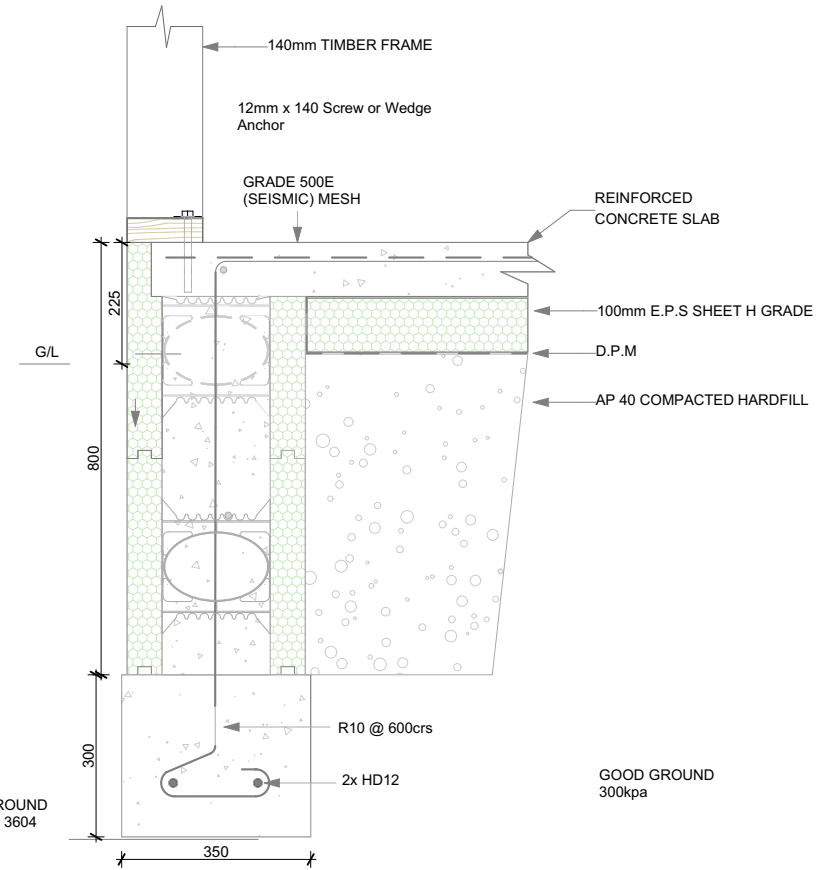 140mm TIMBER FRAME
12mm x 140 Screw or Wedge
Anchor
GRADE 500E
(SEISMIC) MESH
REINFORCED
CONCRETE SLAB
225
100mm E.P.S SHEET H GRADE
G/L
D.P.M
AP 40 COMPACTED HARDFILL
800
R10 @ 600crs
300
2x HD12
GOOD GROUND
300kpa
ROUND
3604
350